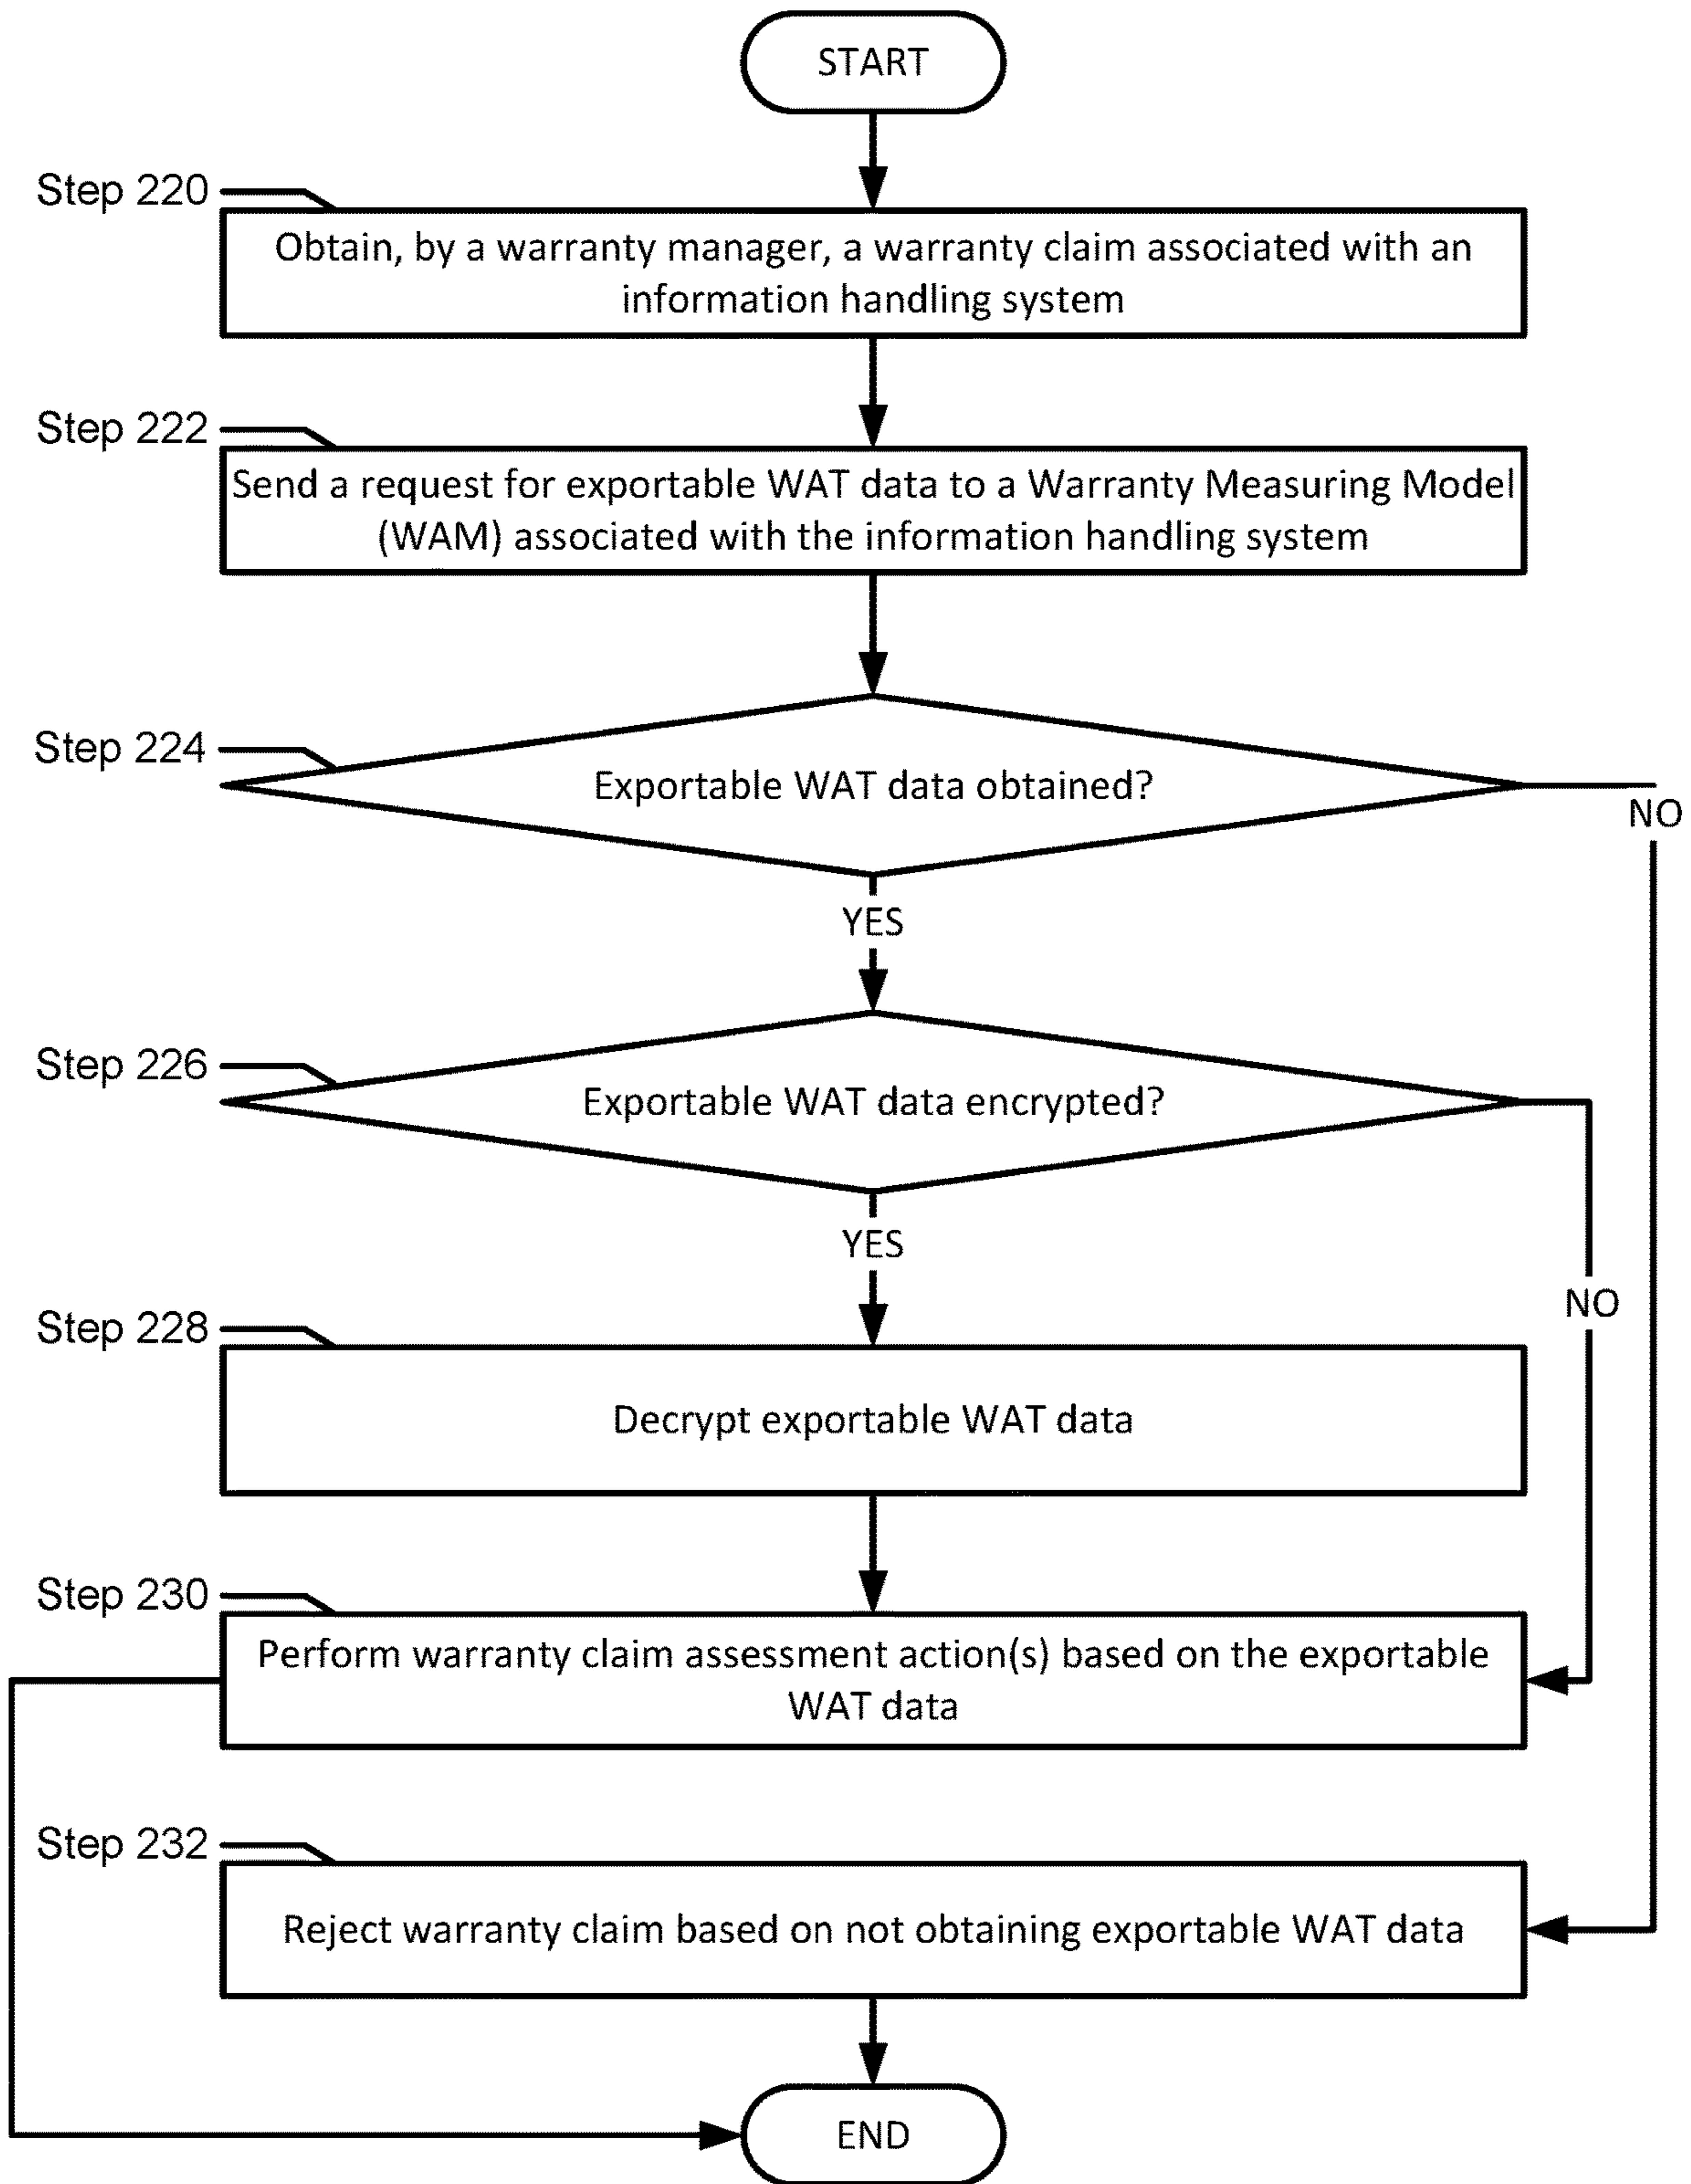 START
Step 220
Obtain, by a warranty manager, a warranty claim associated with an
information handling system
Step 222
Send a request for exportable WAT data to a Warranty Measuring Model
(WAM) associated with the information handling system
Step 224
Exportable WAT data obtained?
NO
YES
Step 226
Exportable WAT data encrypted?
YES
NO
Step 228
Decrypt exportable WAT data
Step 230
Perform warranty claim assessment action(s) based on the exportable
WAT data
Step 232
Reject warranty claim based on not obtaining exportable WAT data
END